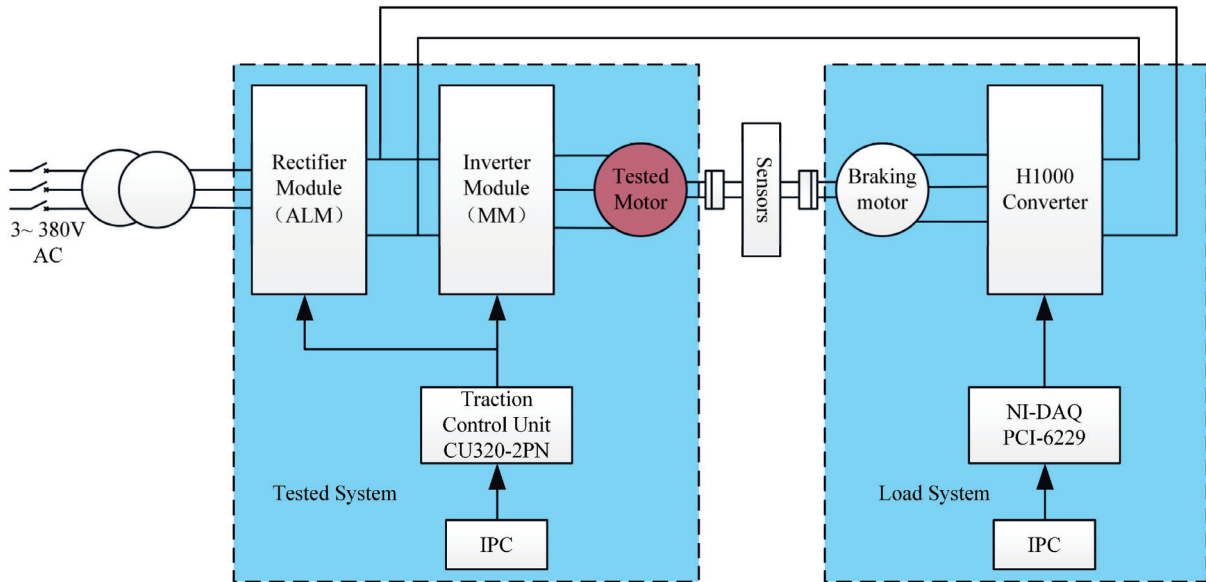 3~ 380V
AC
Rectifier
Module
（ALM）
Inverter
Module
（MM）
Tested
Motor
Sensors
Braking
motor
H1000
Converter
Traction
Control Unit
CU320-2PN
NI-DAQ
PCI-6229
Tested System
Load System
IPC
IPC